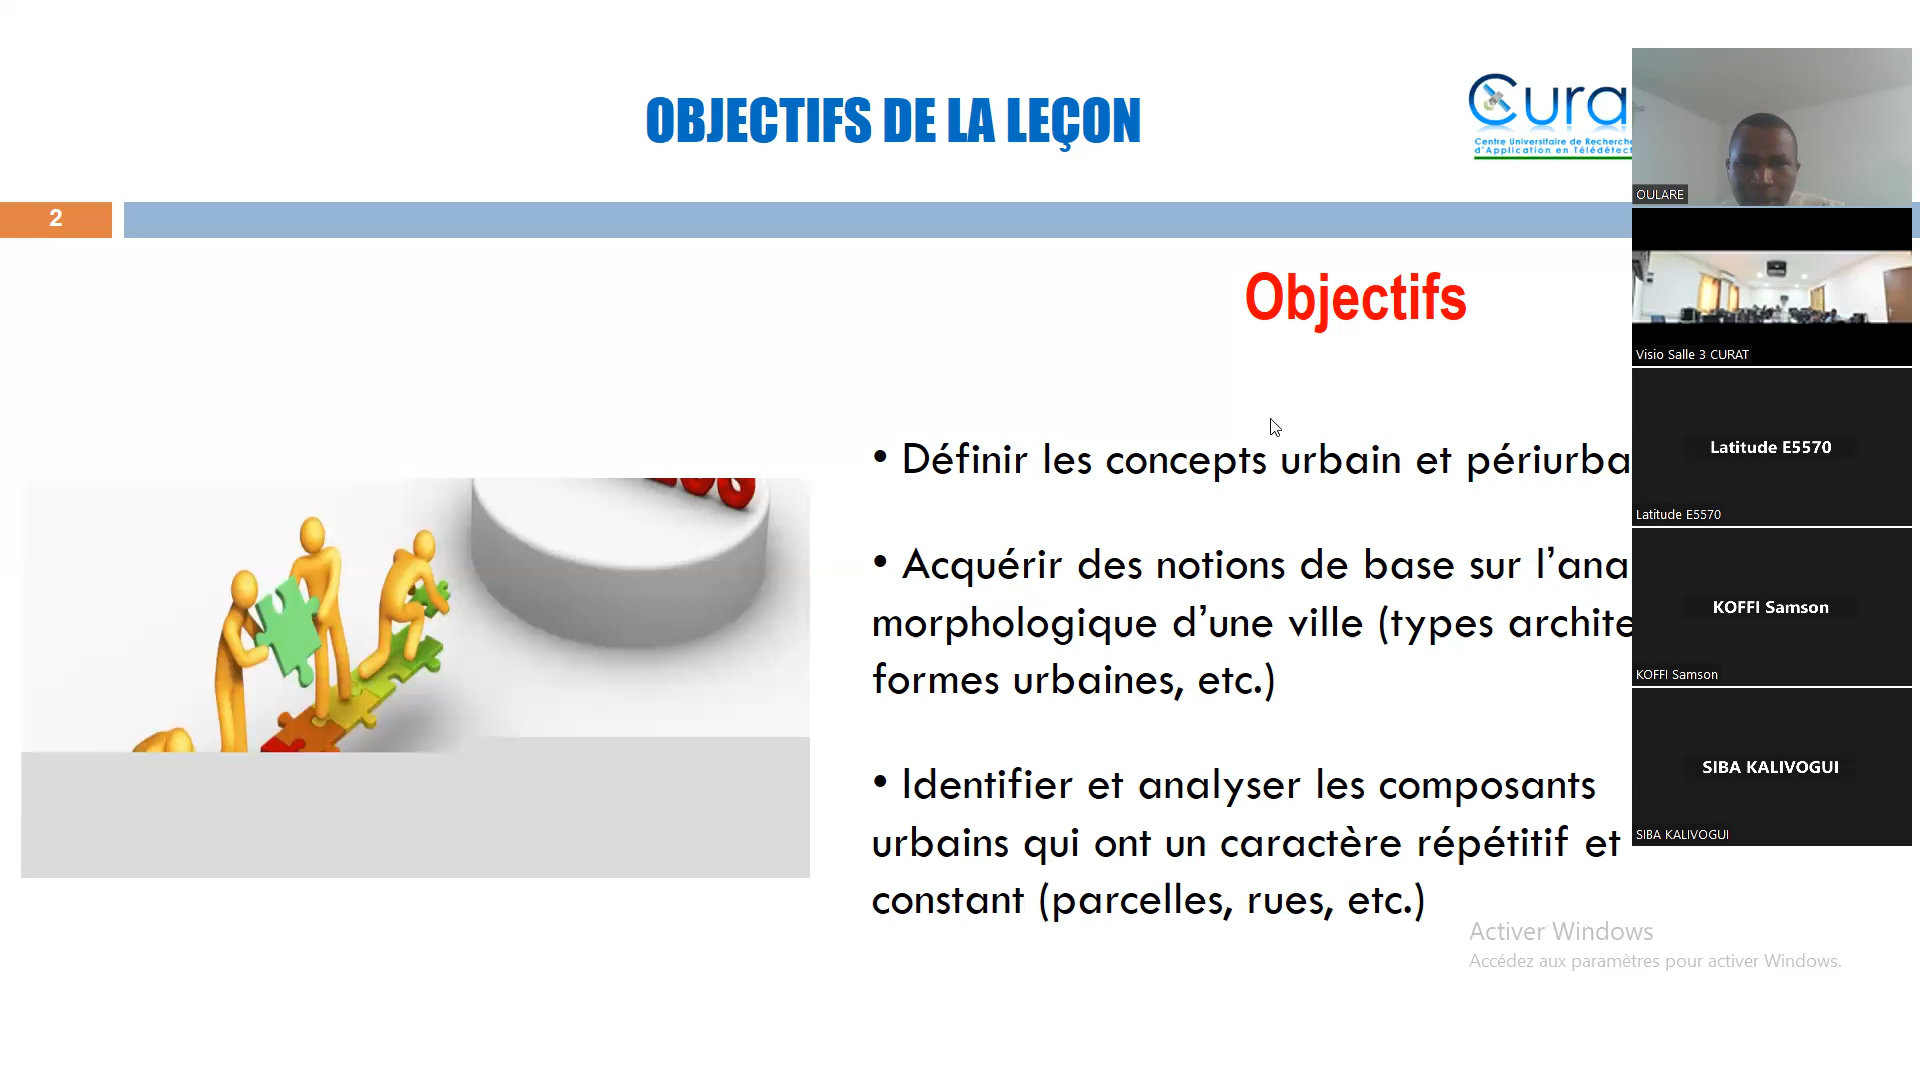 OBJECTIFS DE LA LEÇON
Cura
Centre Universitaire de Recherche
d'Application en Télédétect
2
Objectifs
• Définir les concepts urbain et périurba
• Acquérir des notions de base sur l'ana
morphologique d'une ville (types archite
formes urbaines, etc.)
• Identifier et analyser les composants
urbains qui ont un caractère répétitif et
constant (parcelles, rues, etc.)
Activer Windows
Accédez aux paramètres pour activer Windows.
OULARE
Visio Salle 3 CURAT
Latitude E5570
Latitude E5570
KOFFI Samson
KOFFI Samson
SIBA KALIVOGUI
SIBA KALIVOGUI